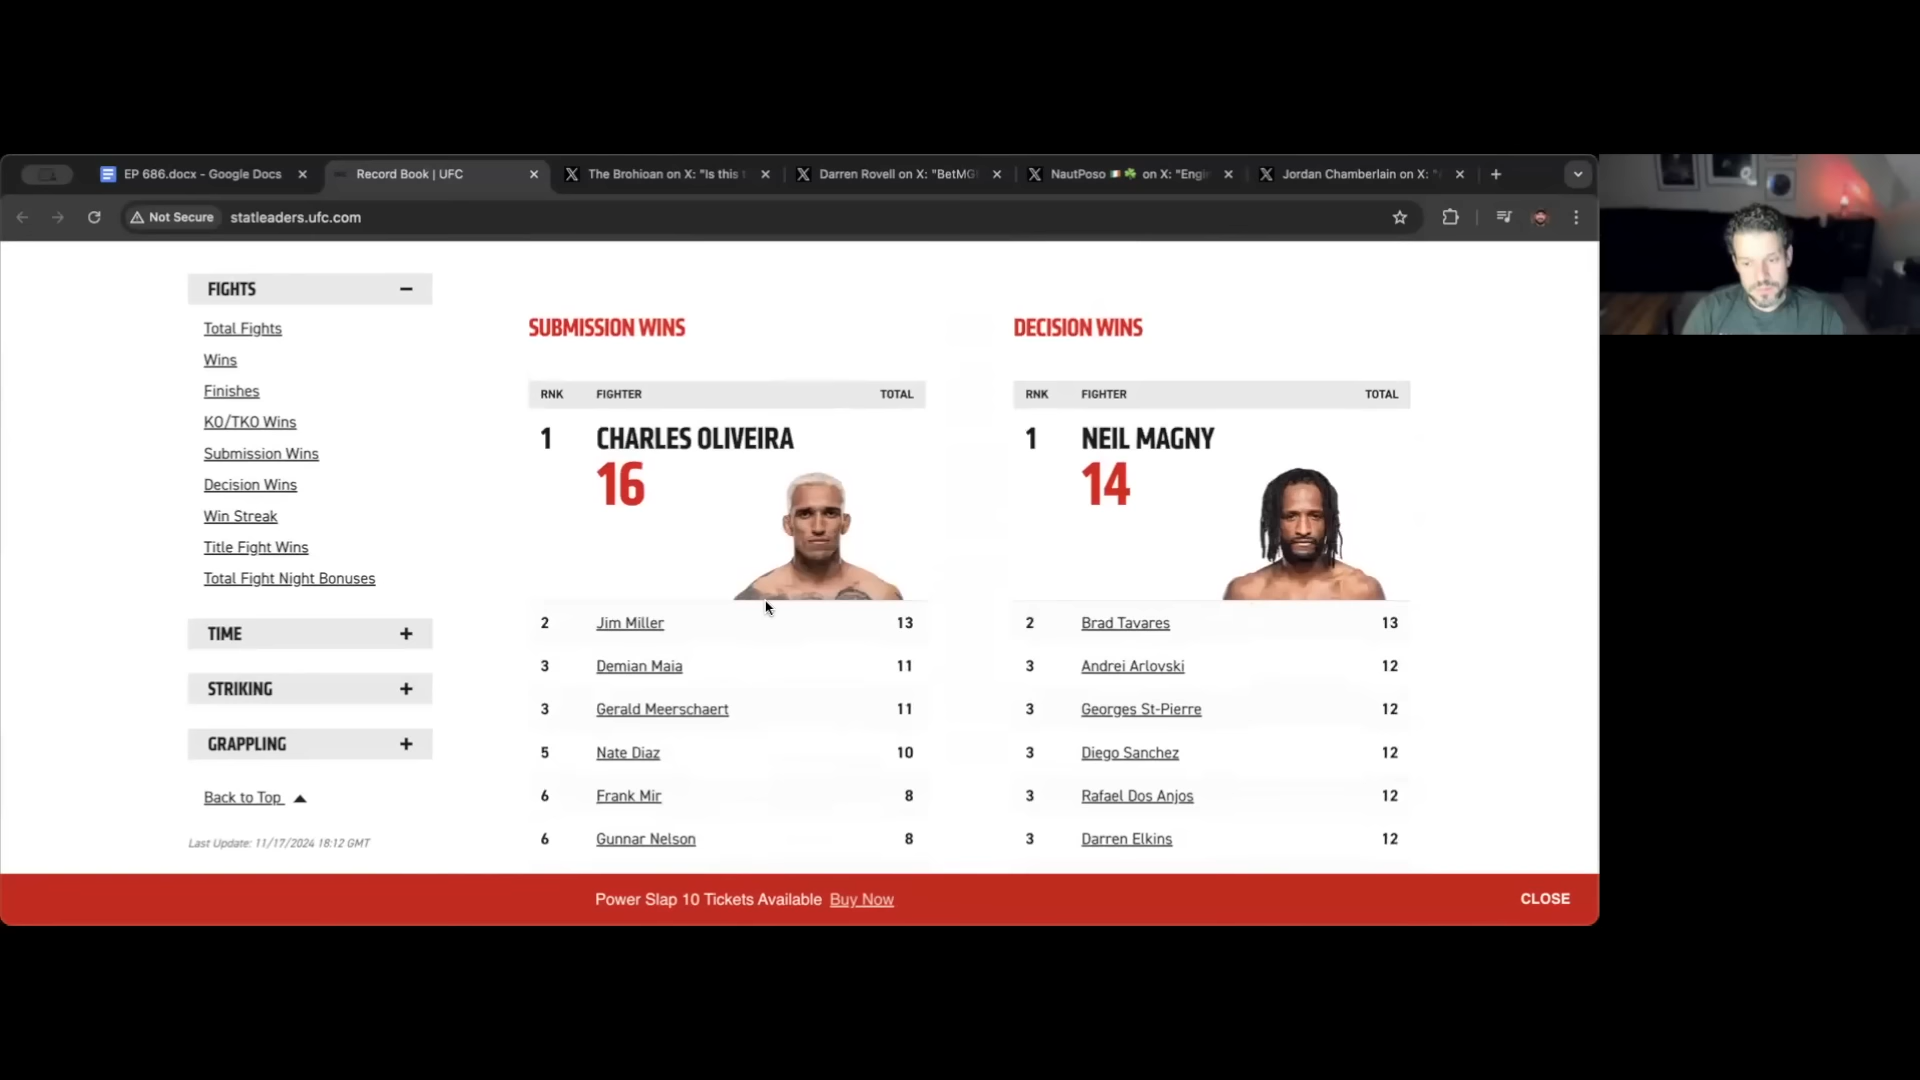 EP 686.docx - Google Docs
Record Book | UFC
The Brohioan on X: "Is this
Darren Rovell on X: "BetMG
NautPoso 🇮🇪☘️ on X: "Engi
Jordan Chamberlain on X: "
Not Secure
statleaders.ufc.com
FIGHTS
Total Fights
Wins
Finishes
KO/TKO Wins
Submission Wins
Decision Wins
Win Streak
Title Fight Wins
Total Fight Night Bonuses
TIME
STRIKING
GRAPPLING
Back to Top
Last Update: 11/17/2024 18:12 GMT
SUBMISSION WINS
RNK FIGHTER TOTAL
1 CHARLES OLIVEIRA
16
2 Jim Miller 13
3 Demian Maia 11
3 Gerald Meerschaert 11
5 Nate Diaz 10
6 Frank Mir 8
6 Gunnar Nelson 8
DECISION WINS
RNK FIGHTER TOTAL
1 NEIL MAGNY
14
2 Brad Tavares 13
3 Andrei Arlovski 12
3 Georges St-Pierre 12
3 Diego Sanchez 12
3 Rafael Dos Anjos 12
3 Darren Elkins 12
Power Slap 10 Tickets Available Buy Now
CLOSE